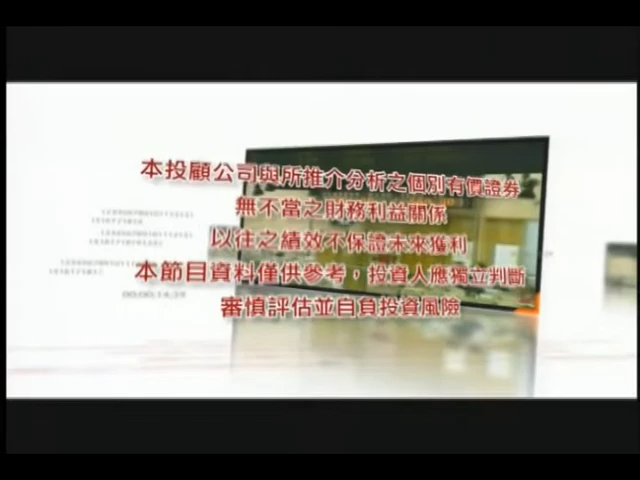 本投顧公司與所推介分析之個別有價證券
無不當之財務利益關係
以往之績效不保證未來獲利
本節目資料僅供參考，投資人應獨立判斷
審慎評估並自負投資風險